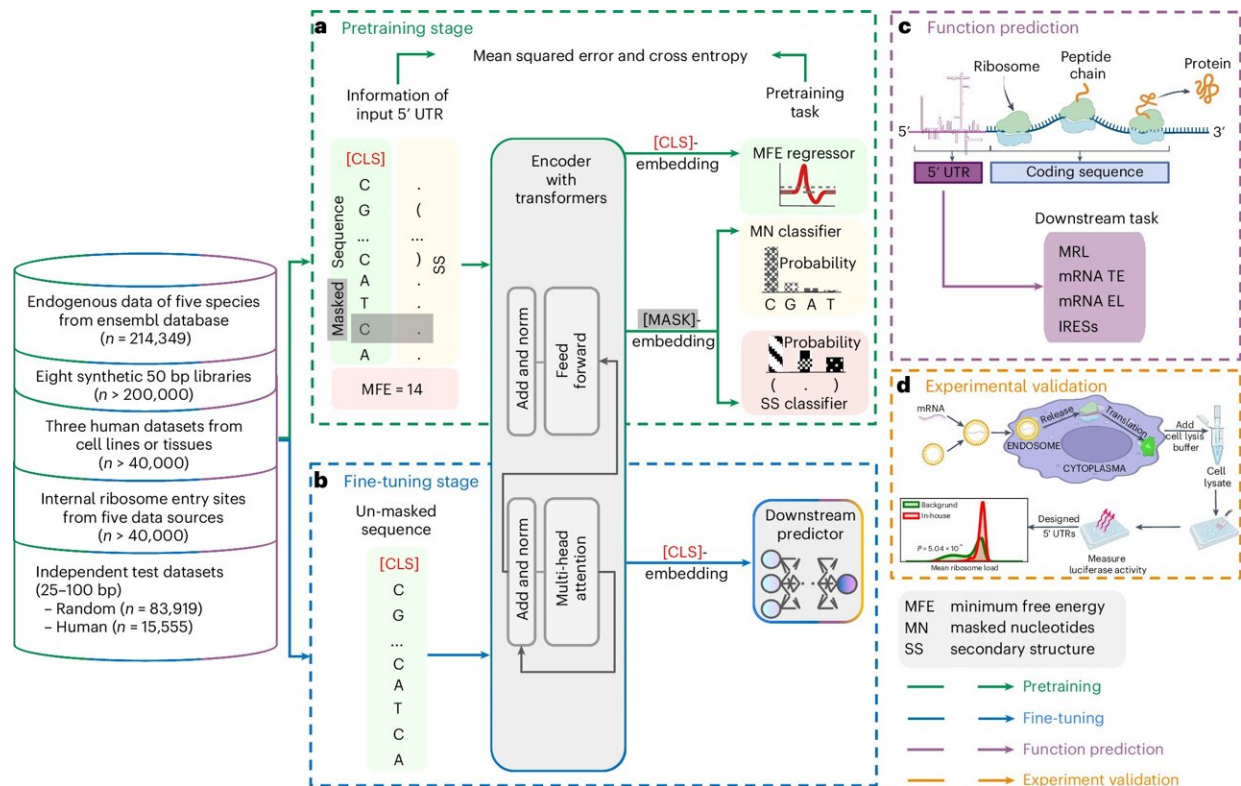 Endogenous data of five species
from ensembl database
(n = 214,349)
Eight synthetic 50 bp libraries
(n > 200,000)
Three human datasets from
cell lines or tissues
(n > 40,000)
Internal ribosome entry sites
from five data sources
(n > 40,000)
Independent test datasets
(25–100 bp)
– Random (n = 83,919)
– Human (n = 15,555)
a Pretraining stage
Mean squared error and cross entropy
Information of
input 5′ UTR
Pretraining
task
[CLS]
Masked Sequence
C
G
...
C
A
T
C
A
.
(
...
)
.
.
.
.
SS
MFE = 14
Encoder
with
transformers
Add and norm
Feed
forward
Add and norm
Multi-head
attention
[CLS]-
embedding
MFE regressor
[MASK]-
embedding
MN classifier
Probability
C G A T
Probability
( . )
SS classifier
b Fine-tuning stage
Un-masked
sequence
[CLS]
C
G
...
C
A
T
C
A
[CLS]-
embedding
Downstream
predictor
c Function prediction
Ribosome
Peptide
chain
Protein
5′
3′
5′ UTR
Coding sequence
Downstream task
MRL
mRNA TE
mRNA EL
IRESs
d Experimental validation
mRNA
ENDOSOME
Release
Translation
CYTOPLASMA
Add
cell lysis
buffer
Cell
lysate
Measure
luciferase activity
Designed
5′ UTRs
Background
In-house
P = 5.04 × 10
Mean ribosome load
MFE minimum free energy
MN masked nucleotides
SS secondary structure
Pretraining
Fine-tuning
Function prediction
Experiment validation